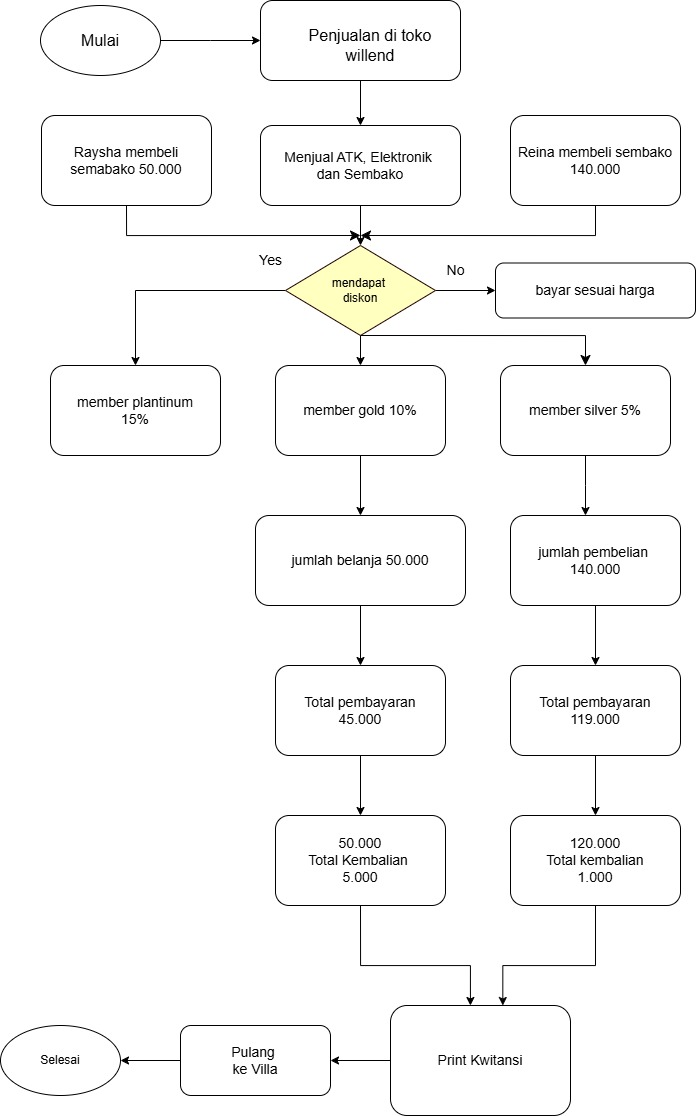 Mulai
Penjualan di toko
willend
Raysha membeli
semabako 50.000
Menjual ATK, Elektronik
dan Sembako
Reina membeli sembako
140.000
Yes
mendapat
diskon
No
bayar sesuai harga
member plantinum
15%
member gold 10%
member silver 5%
jumlah belanja 50.000
jumlah pembelian
140.000
Total pembayaran
45.000
Total pembayaran
119.000
50.000
Total Kembalian
5.000
120.000
Total kembalian
1.000
Print Kwitansi
Pulang
ke Villa
Selesai